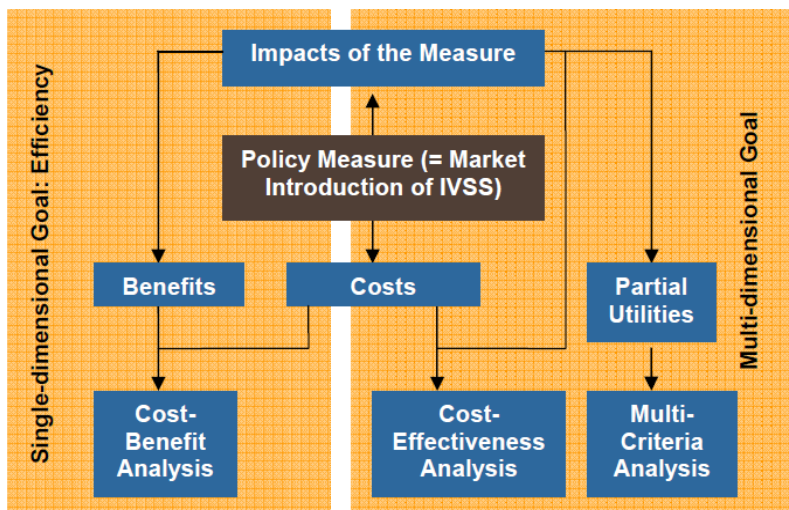 Impacts of the Measure
Single-dimensional Goal: Efficiency
Policy Measure (= Market
Introduction of IVSS)
Multi-dimensional Goal
Benefits
Costs
Partial
Utilities
Cost-
Benefit
Analysis
Cost-
Effectiveness
Analysis
Multi-
Criteria
Analysis